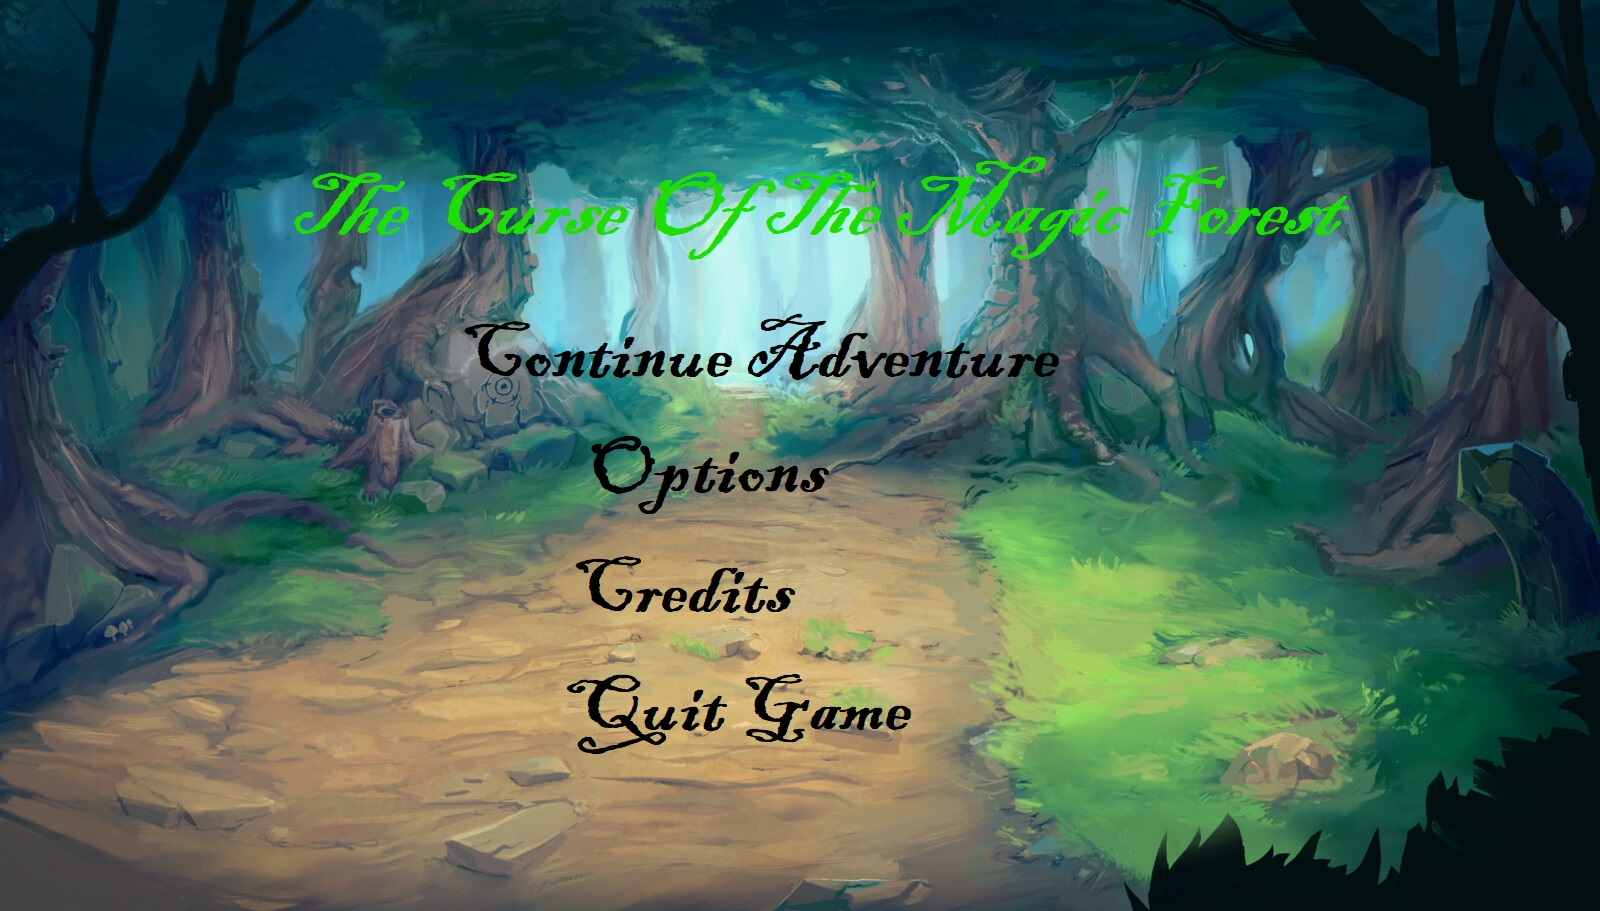 The Curse Of The Magic Forest
Continue Adventure
Options
Credits
Quit Game